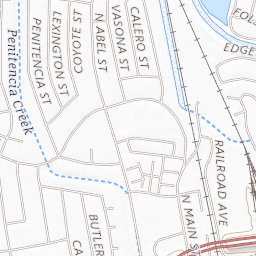 Penitencia Creek
PENITENCIA ST
LEXINGTON ST
COYOTE ST
N ABEL ST
VASONA ST
CALERO ST
EDGE
RAILROAD AVE
N MAIN S
BUTLER
CA